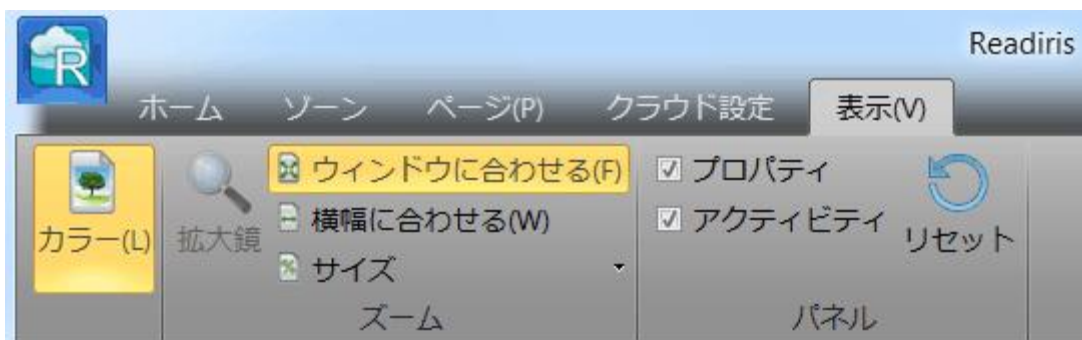 Readiris
R
ホーム ゾーン ページ(P) クラウド設定 表示(V)
カラー(L)
拡大鏡
ウィンドウに合わせる(F)
横幅に合わせる(W)
サイズ
ズーム
プロパティ
アクティビティ
リセット
パネル